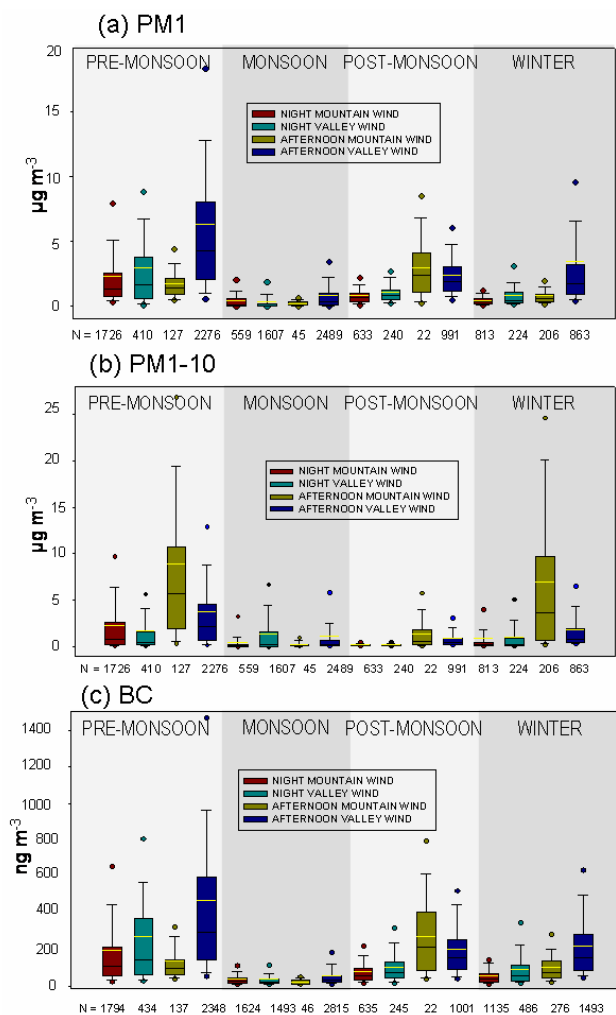 (a) PM1
PRE-MONSOON MONSOON POST-MONSOON WINTER
20
15
10
5
0
µg m-3
NIGHT MOUNTAIN WIND
NIGHT VALLEY WIND
AFTERNOON MOUNTAIN WIND
AFTERNOON VALLEY WIND
N = 1726 410 127 2276 559 1607 45 2489 633 240 22 991 813 224 206 863
(b) PM1-10
PRE-MONSOON MONSOON POST-MONSOON WINTER
25
20
15
10
5
0
µg m-3
NIGHT MOUNTAIN WIND
NIGHT VALLEY WIND
AFTERNOON MOUNTAIN WIND
AFTERNOON VALLEY WIND
N = 1726 410 127 2276 559 1607 45 2489 633 240 22 991 813 224 206 863
(c) BC
PRE-MONSOON MONSOON POST-MONSOON WINTER
1400
1200
1000
800
600
400
200
0
ng m-3
NIGHT MOUNTAIN WIND
NIGHT VALLEY WIND
AFTERNOON MOUNTAIN WIND
AFTERNOON VALLEY WIND
N = 1794 434 137 2348 1624 1493 46 2815 635 245 22 1001 1135 486 276 1493